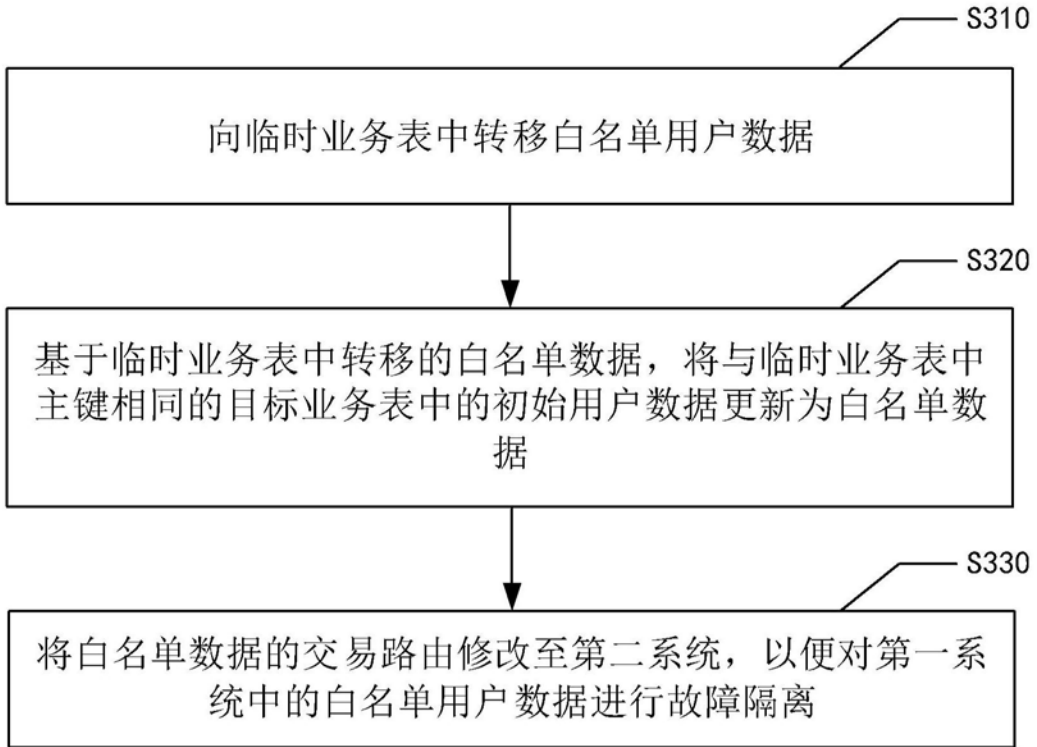 S310
向临时业务表中转移白名单用户数据
S320
基于临时业务表中转移的白名单数据，将与临时业务表中
主键相同的目标业务表中的初始用户数据更新为白名单数
据
S330
将白名单数据的交易路由修改至第二系统，以便对第一系
统中的白名单用户数据进行故障隔离